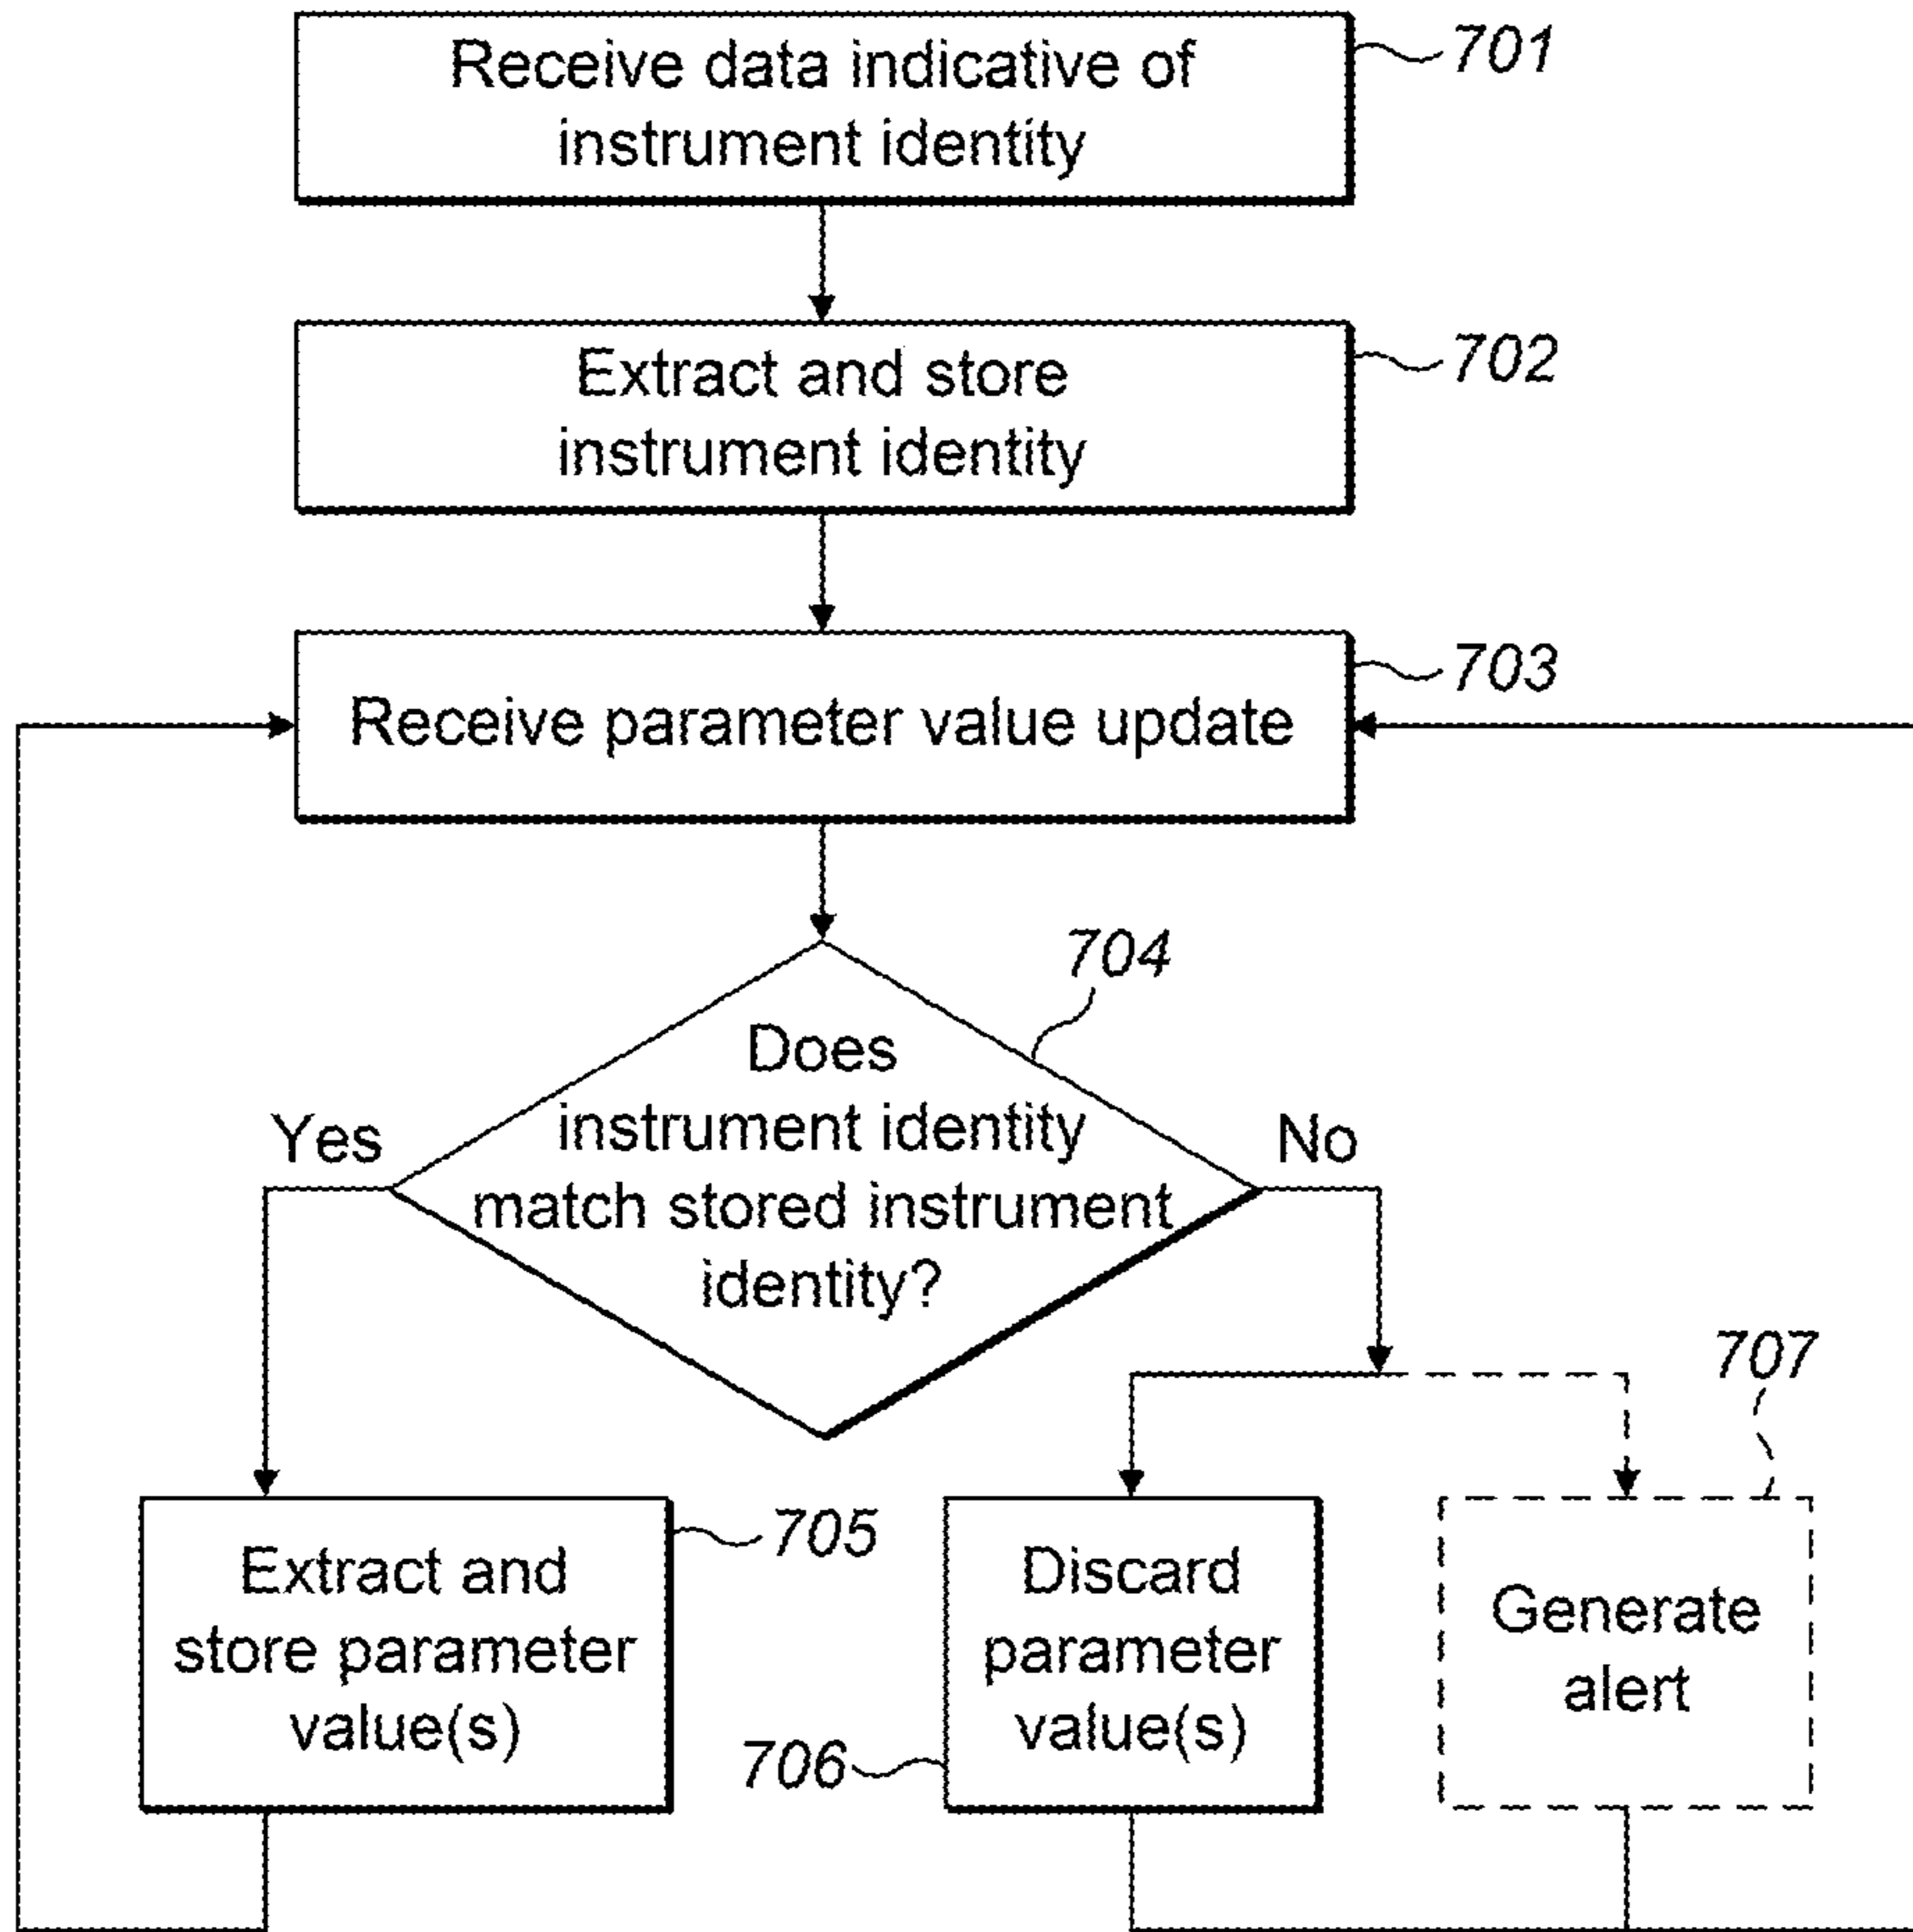 Receive data indicative of
instrument identity
701
Extract and store
instrument identity
702
Receive parameter value update
703
704
Does
instrument identity
match stored instrument
identity?
Yes
No
707
Extract and
store parameter
value(s)
705
Discard
parameter
value(s)
706
Generate
alert